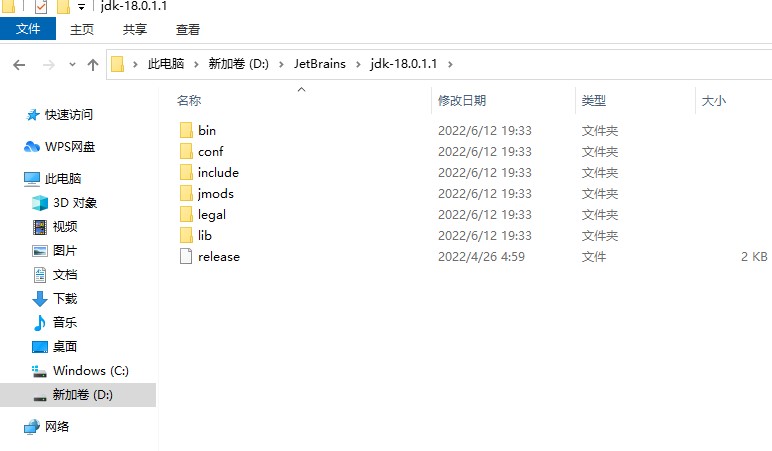 jdk-18.0.1.1
文件 主页 共享 查看
此电脑 新加卷 (D:) JetBrains jdk-18.0.1.1
名称 修改日期 类型 大小
快速访问
WPS网盘
此电脑
3D 对象
视频
图片
文档
下载
音乐
桌面
Windows (C:)
新加卷 (D:)
网络
bin 2022/6/12 19:33 文件夹
conf 2022/6/12 19:33 文件夹
include 2022/6/12 19:33 文件夹
jmods 2022/6/12 19:33 文件夹
legal 2022/6/12 19:33 文件夹
lib 2022/6/12 19:33 文件夹
release 2022/4/26 4:59 文件 2 KB